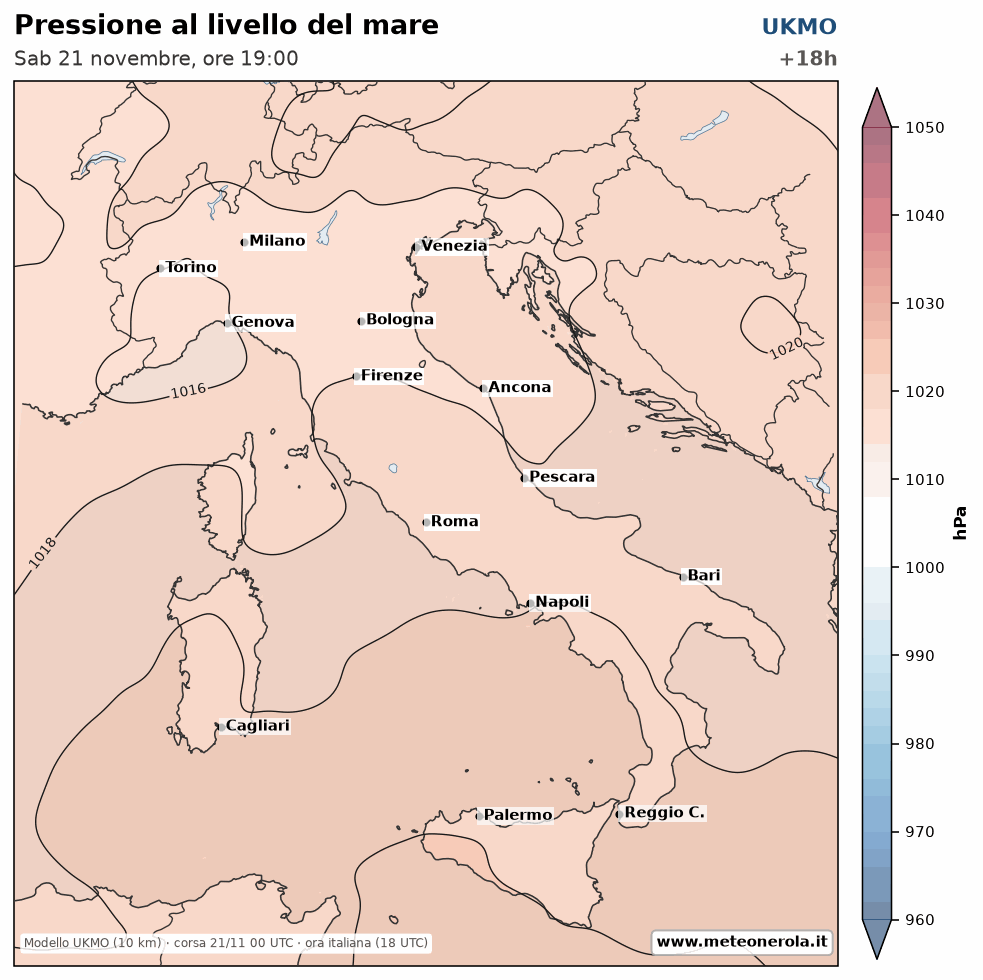 Pressione al livello del mare
UKMO
Sab 21 novembre, ore 19:00
+18h
Milano
Venezia
Torino
Genova
Bologna
1020
Firenze
1016
Ancona
Pescara
Roma
1018
Bari
Napoli
Cagliari
Palermo
Reggio C.
Modello UKMO (10 km) · corsa 21/11 00 UTC · ora italiana (18 UTC)
www.meteonerola.it
1050
1040
1030
1020
1010
1000
990
980
970
960
hPa